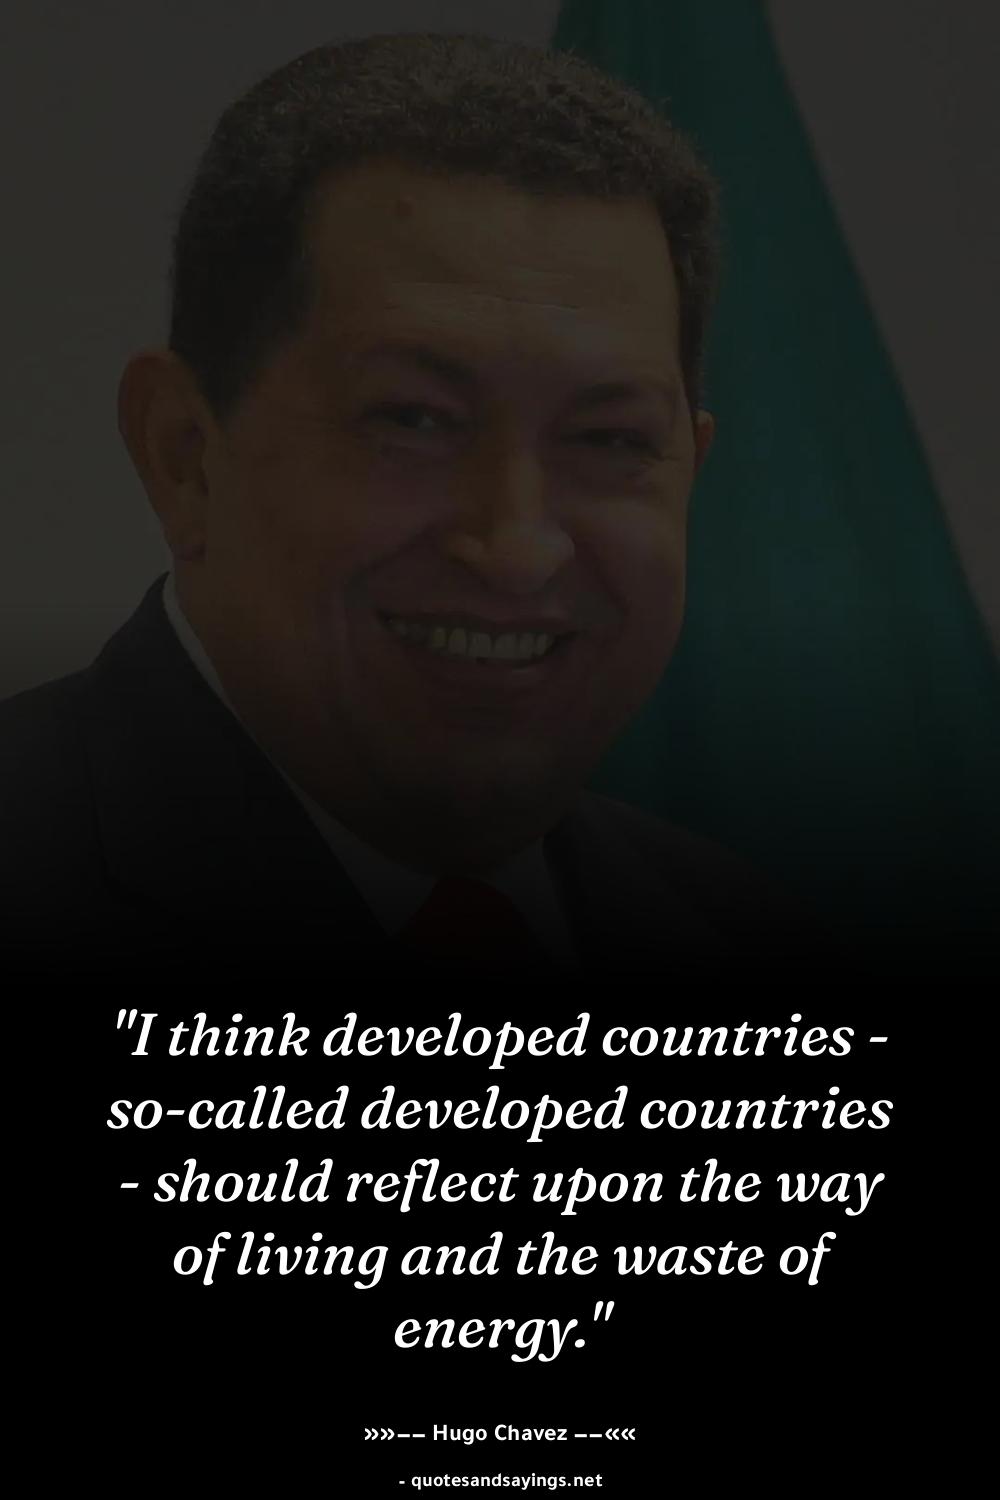 "I think developed countries -
so-called developed countries
- should reflect upon the way
of living and the waste of
energy."
»»−− Hugo Chavez −−««
- quotesandsayings.net